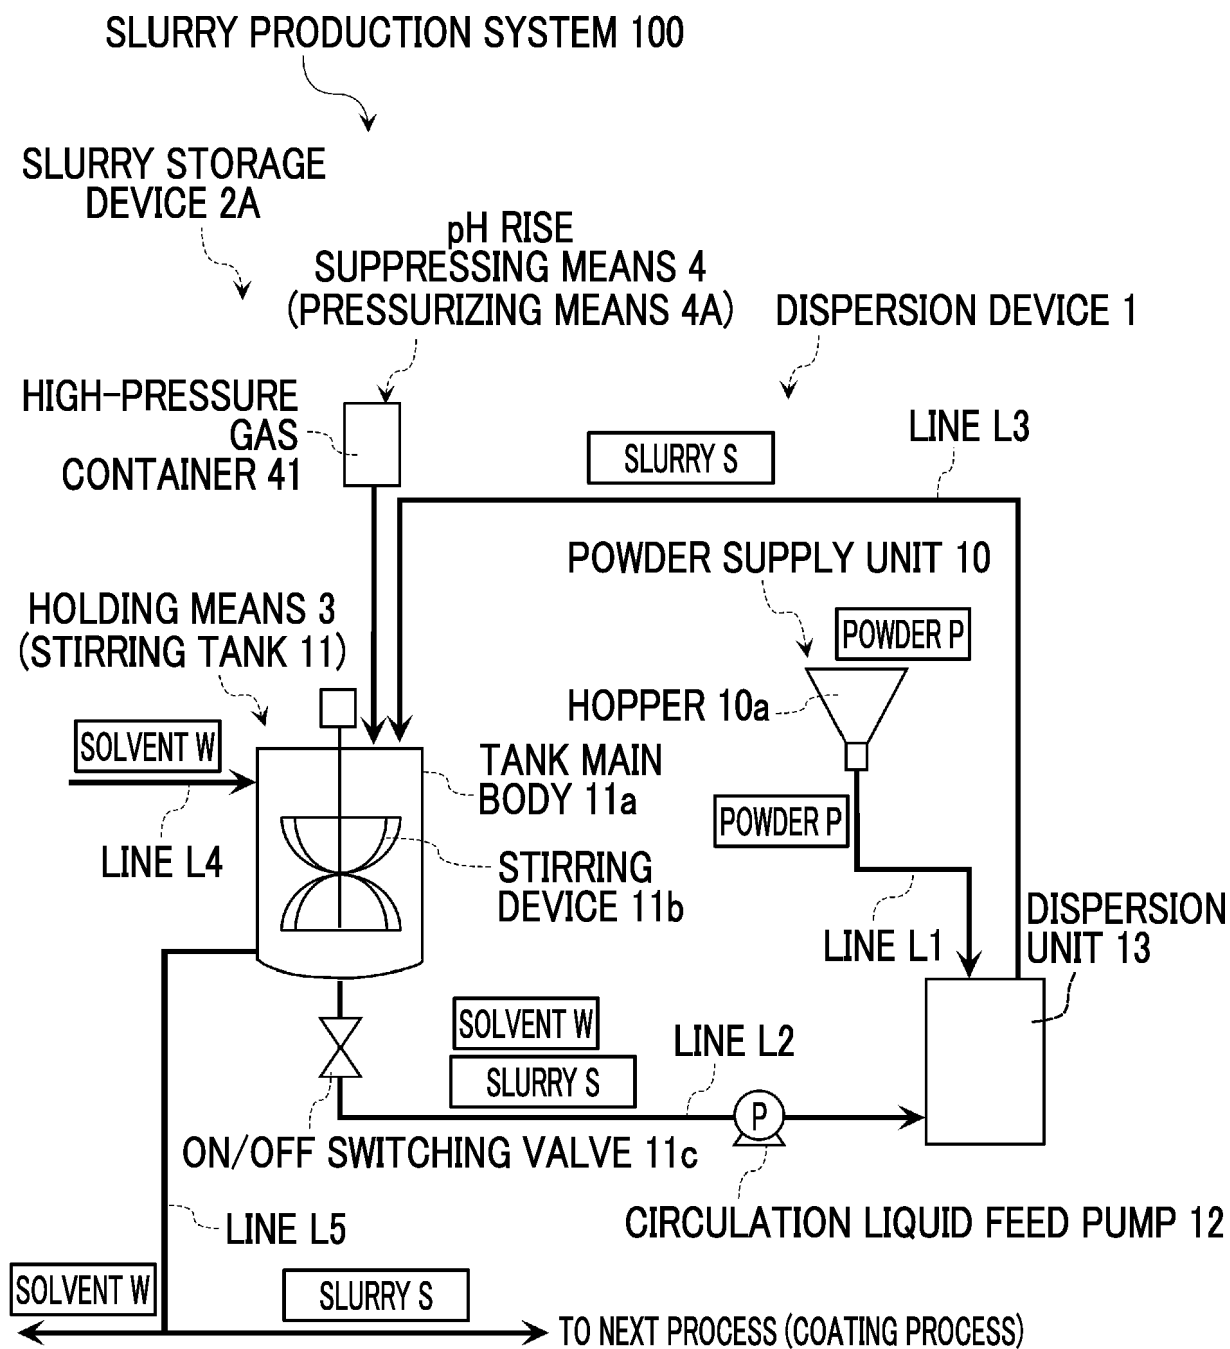 SLURRY PRODUCTION SYSTEM 100
SLURRY STORAGE
DEVICE 2A
pH RISE
SUPPRESSING MEANS 4
(PRESSURIZING MEANS 4A)
DISPERSION DEVICE 1
HIGH-PRESSURE
GAS
CONTAINER 41
SLURRY S
LINE L3
POWDER SUPPLY UNIT 10
HOLDING MEANS 3
(STIRRING TANK 11)
POWDER P
HOPPER 10a
SOLVENT W
TANK MAIN
BODY 11a
POWDER P
LINE L4
STIRRING
DEVICE 11b
LINE L1
DISPERSION
UNIT 13
SOLVENT W
SLURRY S
LINE L2
P
ON/OFF SWITCHING VALVE 11c
LINE L5
CIRCULATION LIQUID FEED PUMP 12
SOLVENT W
SLURRY S
TO NEXT PROCESS (COATING PROCESS)